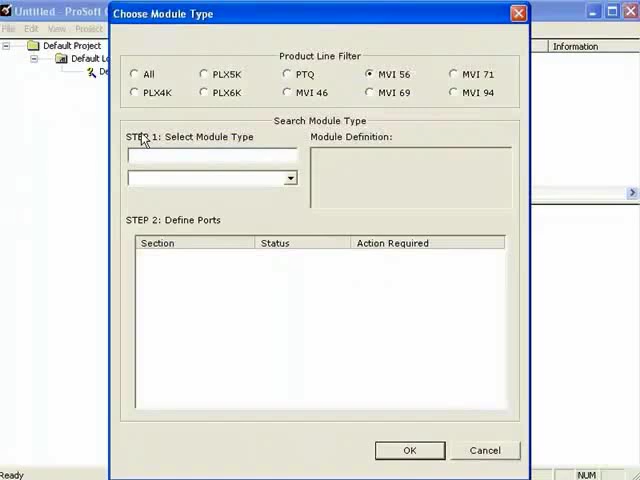 Untitled - ProSoft
Choose Module Type
File Edit View Project
Default Project
Default
Information
Product Line Filter
All PLX5K PTQ MVI 56 MVI 71
PLX4K PLX6K MVI 46 MVI 69 MVI 94
Search Module Type
STEP 1: Select Module Type
Module Definition:
STEP 2: Define Ports
Section Status Action Required
OK Cancel
Ready
NUM